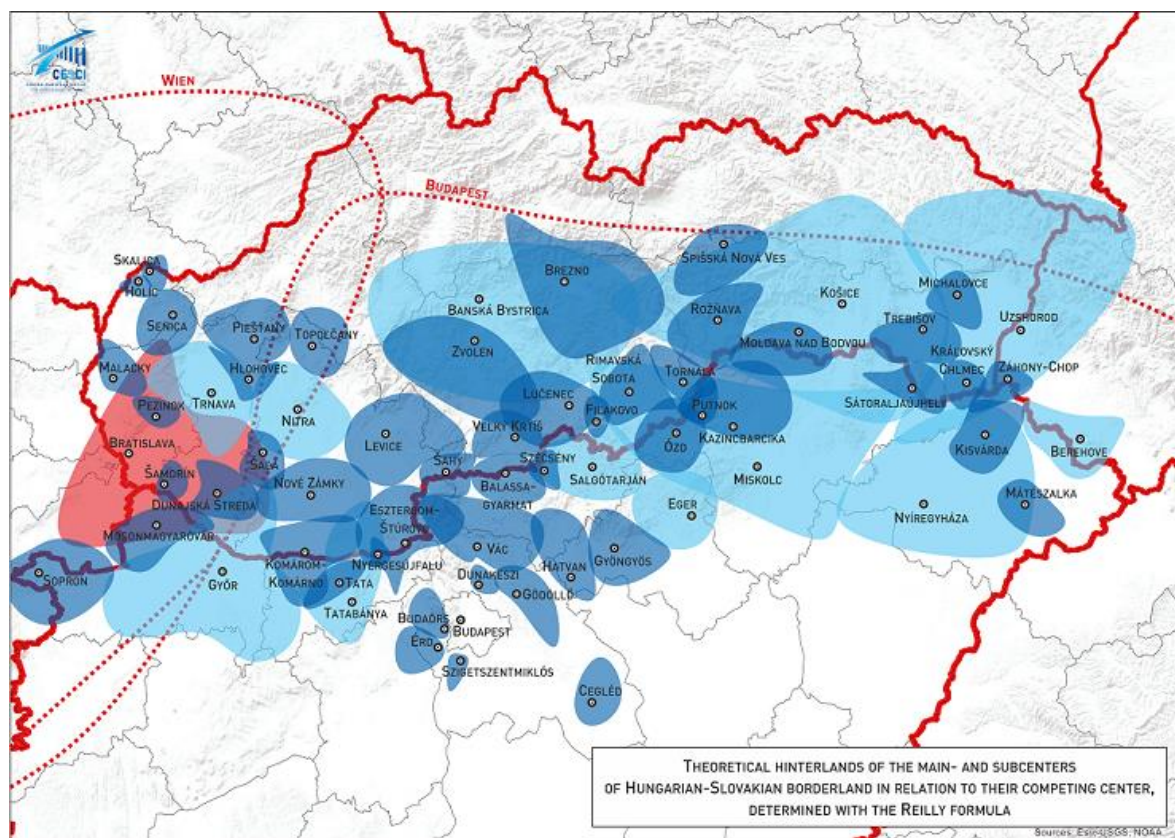 CESCI
WIEN
BUDAPEST
SKALICA
HOLÍČ
SENICA
PIEŠŤANY
TOPOĽČANY
MALACKY
HLOHOVEC
TRNAVA
NITRA
PEZINOK
BRATISLAVA
ŠAMORÍN
ŠAĽA
DUNAJSKÁ STREDA
NOVÉ ZÁMKY
LEVICE
MOSONMAGYARÓVÁR
SOPRON
GYŐR
KOMÁROM-
KOMÁRNO
TATA
TATABÁNYA
NYERGESÚJFALU
ESZTERGOM-
ŠTÚROVO
ŠAHY
BALASSA-
GYARMAT
SZÉCSÉNY
VEĽKÝ KRTÍŠ
LUČENEC
FIĽAKOVO
BANSKÁ BYSTRICA
BREZNO
ZVOLEN
RIMAVSKÁ
SOBOTA
TORNAĽA
ROŽŇAVA
SPIŠSKÁ NOVÁ VES
KOŠICE
MOLDAVA NAD BODVOU
MICHALOVCE
TREBIŠOV
UZSHOROD
KRÁĽOVSKÝ
CHLMEC
ZÁHONY-CHOP
SÁTORALJAÚJHELY
PUTNOK
ÓZD
KAZINCBARCIKA
SALGÓTARJÁN
MISKOLC
EGER
KISVÁRDA
BEREHOVE
NYÍREGYHÁZA
MÁTÉSZALKA
VÁC
DUNAKESZI
GÖDÖLLŐ
HATVAN
GYÖNGYÖS
BUDAÖRS
BUDAPEST
ÉRD
SZIGETSZENTMIKLÓS
CEGLÉD
THEORETICAL HINTERLANDS OF THE MAIN- AND SUBCENTERS
OF HUNGARIAN-SLOVAKIAN BORDERLAND IN RELATION TO THEIR COMPETING CENTER,
DETERMINED WITH THE REILLY FORMULA
Sources: Esri, USGS, NOAA